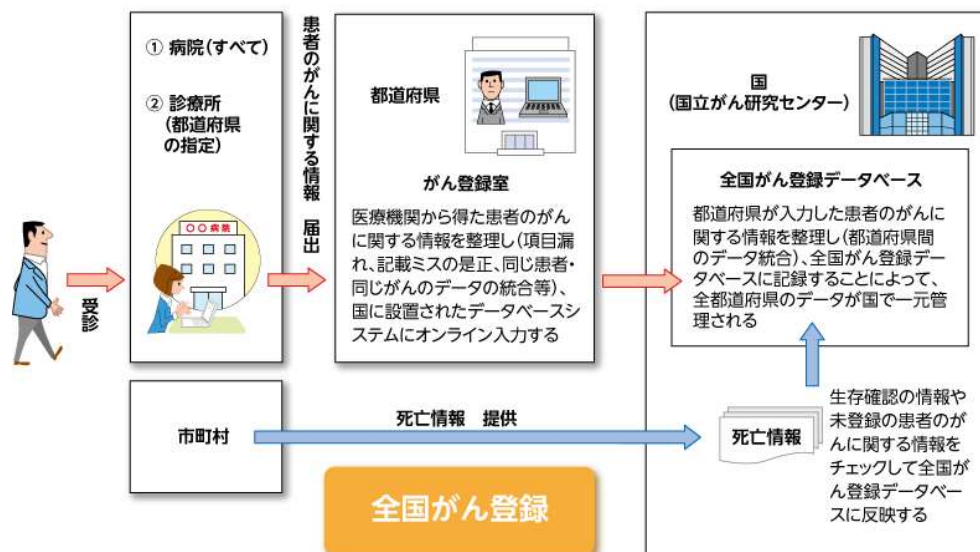 ① 病院(すべて)
② 診療所
(都道府県
の指定)
〇〇病院
受診
患者のがんに関する情報 届出
都道府県
がん登録室
医療機関から得た患者のがん
に関する情報を整理し(項目漏
れ、記載ミスの是正、同じ患者・
同じがんのデータの統合等)、
国に設置されたデータベースシ
ステムにオンライン入力する
国
(国立がん研究センター)
全国がん登録データベース
都道府県が入力した患者のがんに
関する情報を整理し(都道府県間
のデータ統合)、全国がん登録デー
タベースに記録することによって、
全都道府県のデータが国で一元管
理される
市町村
死亡情報 提供
死亡情報
生存確認の情報や
未登録の患者のが
んに関する情報を
チェックして全国が
ん登録データベー
スに反映する
全国がん登録